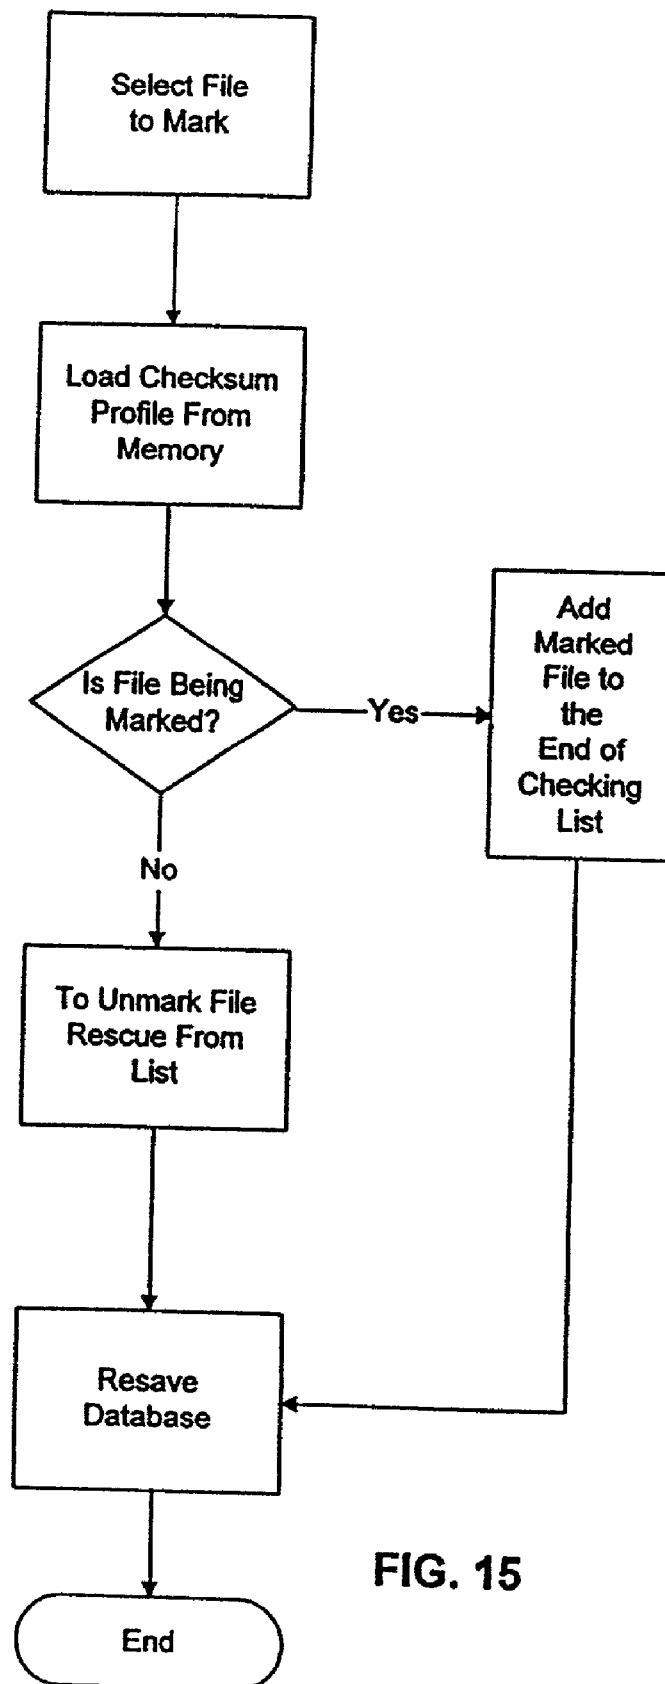 Select File
to Mark
Load Checksum
Profile From
Memory
Is File Being
Marked?
Yes
Add
Marked
File to
the
End of
Checking
List
No
To Unmark File
Rescue From
List
Resave
Database
FIG. 15
End